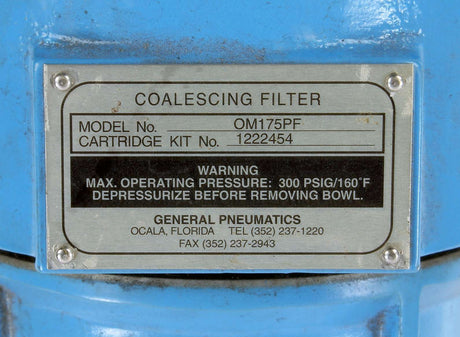 COALESCING FILTER
MODEL No. OM175PF
CARTRIDGE KIT No. 1222454
WARNING
MAX. OPERATING PRESSURE: 300 PSIG/160°F
DEPRESSURIZE BEFORE REMOVING BOWL.
GENERAL PNEUMATICS
OCALA, FLORIDA TEL (352) 237-1220
FAX (352) 237-2943